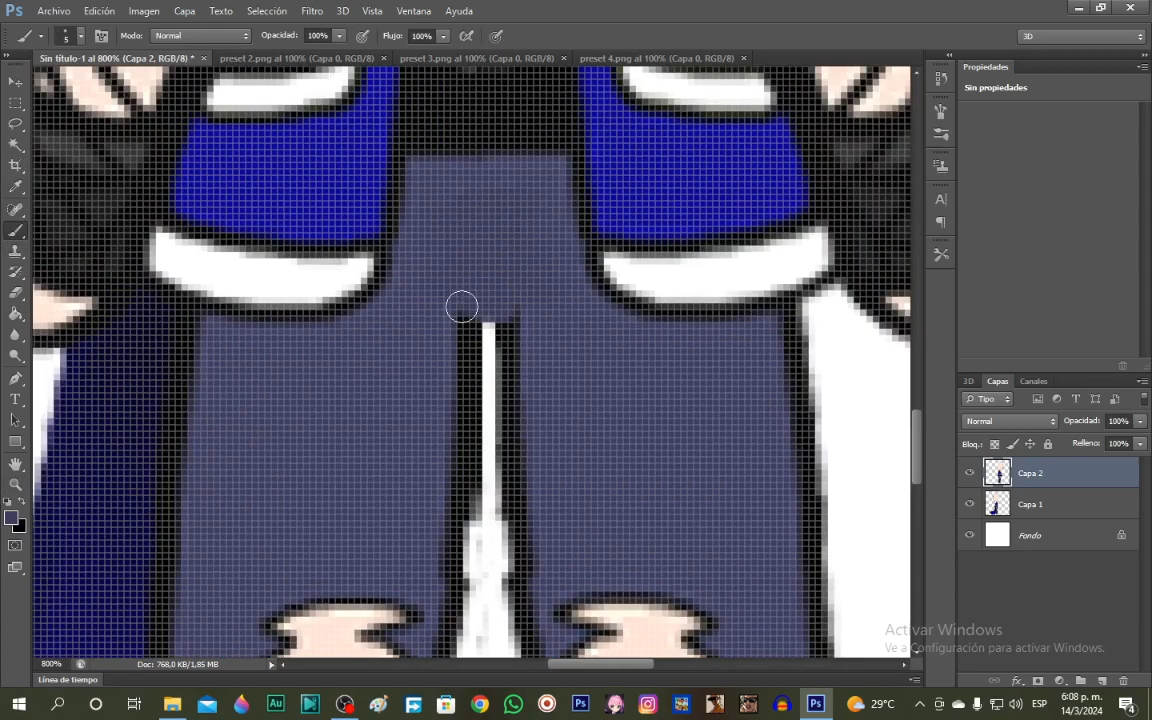 Ps Archivo Edición Imagen Capa Texto Selección Filtro 3D Vista Ventana Ayuda
5 Modo: Normal Opacidad: 100% Flujo: 100% 3D
Sin título-1 al 800% (Capa 2, RGB/8) * × preset 2.png al 100% (Capa 0, RGB/8) × preset 3.png al 100% (Capa 0, RGB/8) × preset 4.png al 100% (Capa 0, RGB/8) ×
Propiedades
Sin propiedades
3D Capas Canales
Tipo
Normal Opacidad: 100%
Bloq.: Relleno: 100%
Capa 2
Capa 1
Fondo
Activar Windows
Ve a Configuración para activar Windows.
800% Doc: 768,0 KB/1,85 MB
Línea de tiempo
29°C ESP 6:08 p. m.
14/3/2024 4